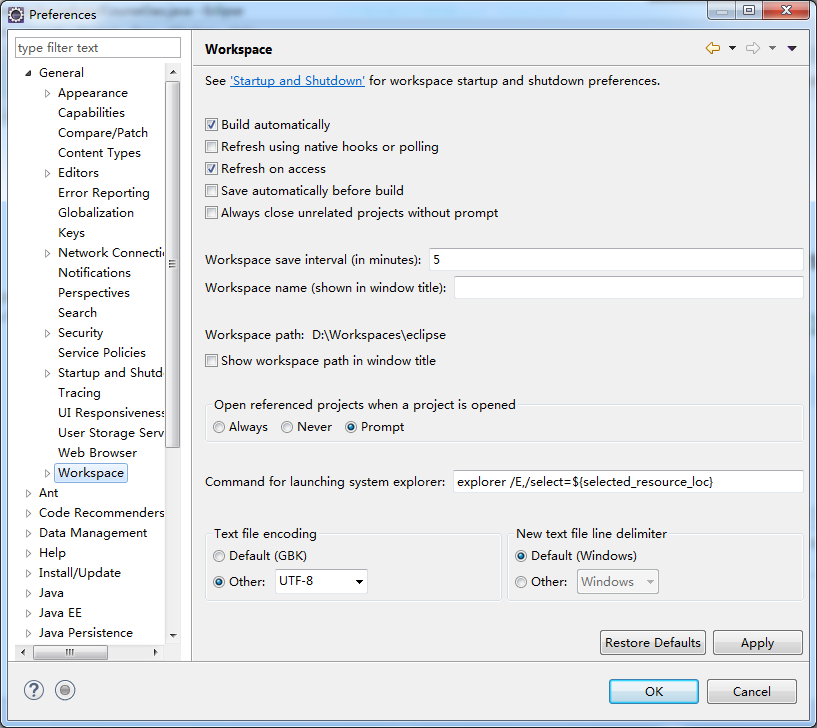 Preferences
type filter text
General
Appearance
Capabilities
Compare/Patch
Content Types
Editors
Error Reporting
Globalization
Keys
Network Connecti
Notifications
Perspectives
Search
Security
Service Policies
Startup and Shutd
Tracing
UI Responsiveness
User Storage Serv
Web Browser
Workspace
Ant
Code Recommenders
Data Management
Help
Install/Update
Java
Java EE
Java Persistence
Workspace
See 'Startup and Shutdown' for workspace startup and shutdown preferences.
Build automatically
Refresh using native hooks or polling
Refresh on access
Save automatically before build
Always close unrelated projects without prompt
Workspace save interval (in minutes): 5
Workspace name (shown in window title):
Workspace path: D:\Workspaces\eclipse
Show workspace path in window title
Open referenced projects when a project is opened
Always Never Prompt
Command for launching system explorer: explorer /E,/select=${selected_resource_loc}
Text file encoding
Default (GBK)
Other: UTF-8
New text file line delimiter
Default (Windows)
Other: Windows
Restore Defaults Apply
? OK Cancel